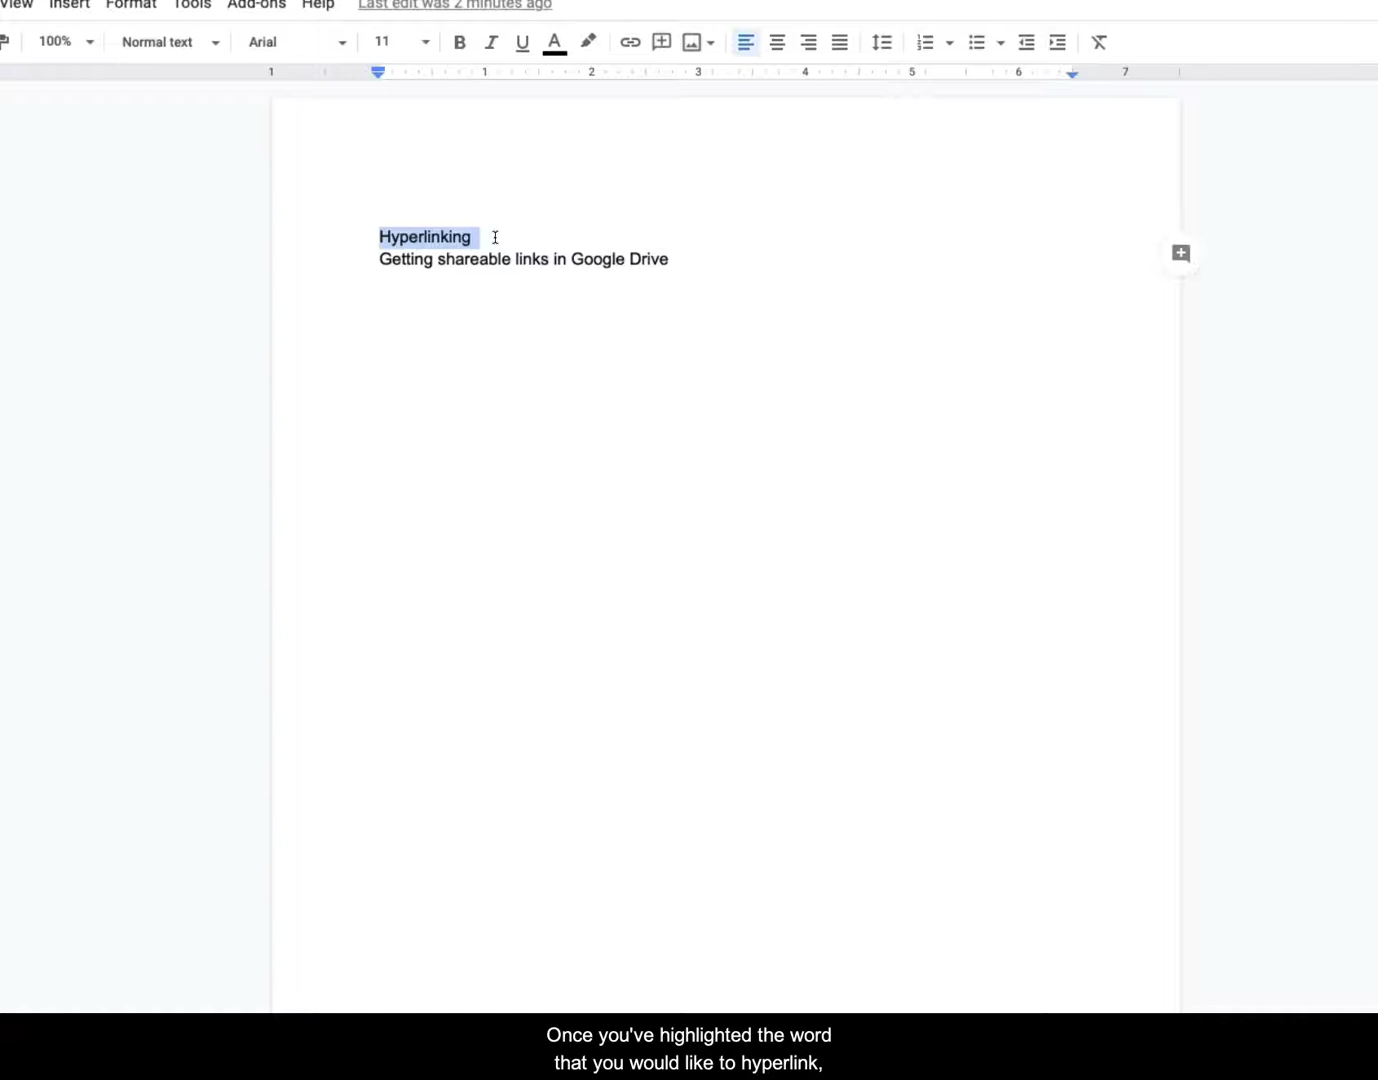 View Insert Format Tools Add-ons Help Last edit was 2 minutes ago
100% Normal text Arial 11 B I U A
1 1 2 3 4 5 6 7
Hyperlinking
Getting shareable links in Google Drive
Once you've highlighted the word
that you would like to hyperlink,